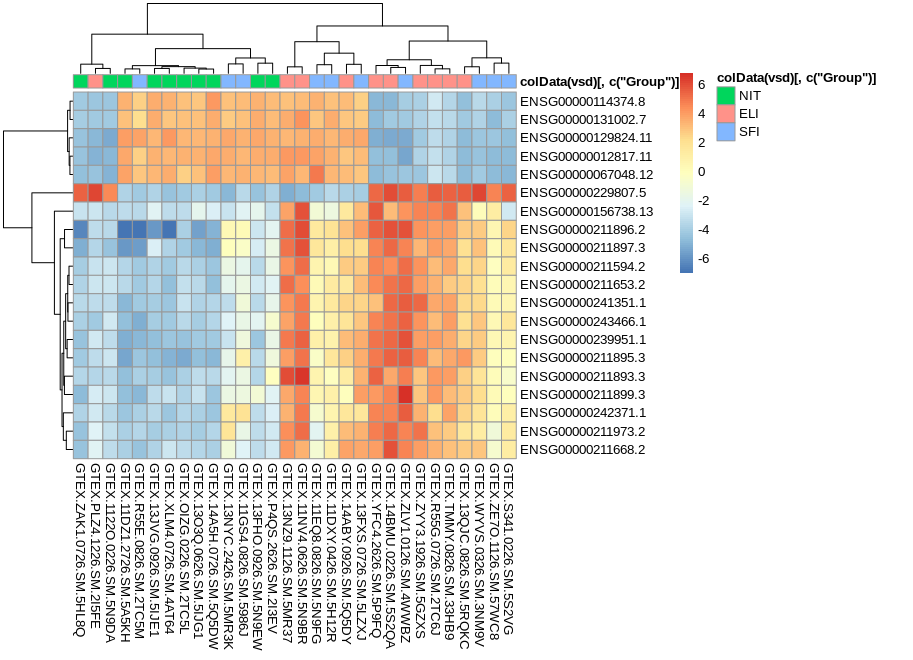 colData(vsd)[, c("Group")]
ENSG00000114374.8
ENSG00000131002.7
ENSG00000129824.11
ENSG00000012817.11
ENSG00000067048.12
ENSG00000229807.5
ENSG00000156738.13
ENSG00000211896.2
ENSG00000211897.3
ENSG00000211594.2
ENSG00000211653.2
ENSG00000241351.1
ENSG00000243466.1
ENSG00000239951.1
ENSG00000211895.3
ENSG00000211893.3
ENSG00000211899.3
ENSG00000242371.1
ENSG00000211973.2
ENSG00000211668.2
GTEX.ZAK1.0726.SM.5HL8Q
GTEX.PLZ4.1226.SM.2I5FE
GTEX.1122O.0226.SM.5N9DA
GTEX.11DZ1.2726.SM.5A5KH
GTEX.R55E.0826.SM.2TC5M
GTEX.13JVG.0926.SM.5IJE1
GTEX.XLM4.0726.SM.4AT64
GTEX.OIZG.0226.SM.2TC5L
GTEX.13O3Q.0626.SM.5IJG1
GTEX.14A5H.0726.SM.5Q5DW
GTEX.13NYC.2426.SM.5MR3K
GTEX.11GS4.0826.SM.5986J
GTEX.13FHO.0926.SM.5N9EW
GTEX.P4QS.2626.SM.2I3EV
GTEX.13NZ9.1126.SM.5MR37
GTEX.11NV4.0626.SM.5N9BR
GTEX.11EQ8.0826.SM.5N9FG
GTEX.11DXY.0426.SM.5H12R
GTEX.14ABY.0926.SM.5Q5DY
GTEX.13FXS.0726.SM.5LZXJ
GTEX.YFC4.2626.SM.5P9FQ
GTEX.14BMU.0226.SM.5S2QA
GTEX.ZLV1.0126.SM.4WWBZ
GTEX.ZYY3.1926.SM.5GZXS
GTEX.R55G.0726.SM.2TC6J
GTEX.TMMY.0826.SM.33HB9
GTEX.13QJC.0826.SM.5RQKC
GTEX.WYVS.0326.SM.3NM9V
GTEX.ZE7O.1126.SM.57WC8
GTEX.S341.0226.SM.5S2VG
6
4
2
0
-2
-4
-6
colData(vsd)[, c("Group")]
NIT
ELI
SFI